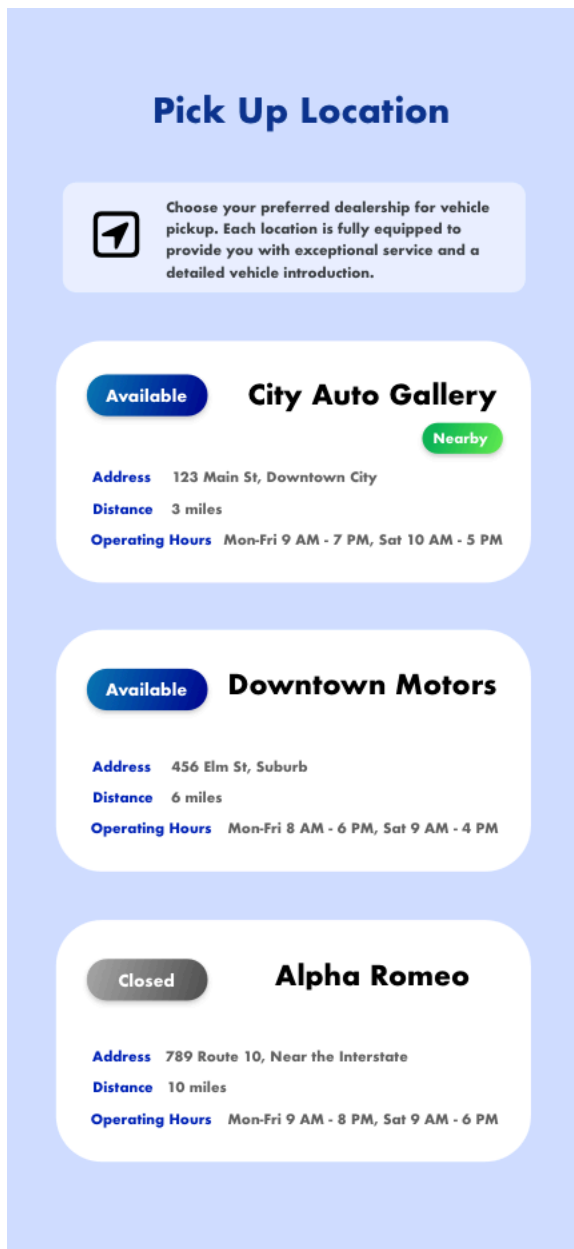 Pick Up Location
Choose your preferred dealership for vehicle
pickup. Each location is fully equipped to
provide you with exceptional service and a
detailed vehicle introduction.
Available
City Auto Gallery
Nearby
Address 123 Main St, Downtown City
Distance 3 miles
Operating Hours Mon-Fri 9 AM - 7 PM, Sat 10 AM - 5 PM
Available
Downtown Motors
Address 456 Elm St, Suburb
Distance 6 miles
Operating Hours Mon-Fri 8 AM - 6 PM, Sat 9 AM - 4 PM
Closed
Alpha Romeo
Address 789 Route 10, Near the Interstate
Distance 10 miles
Operating Hours Mon-Fri 9 AM - 8 PM, Sat 9 AM - 6 PM